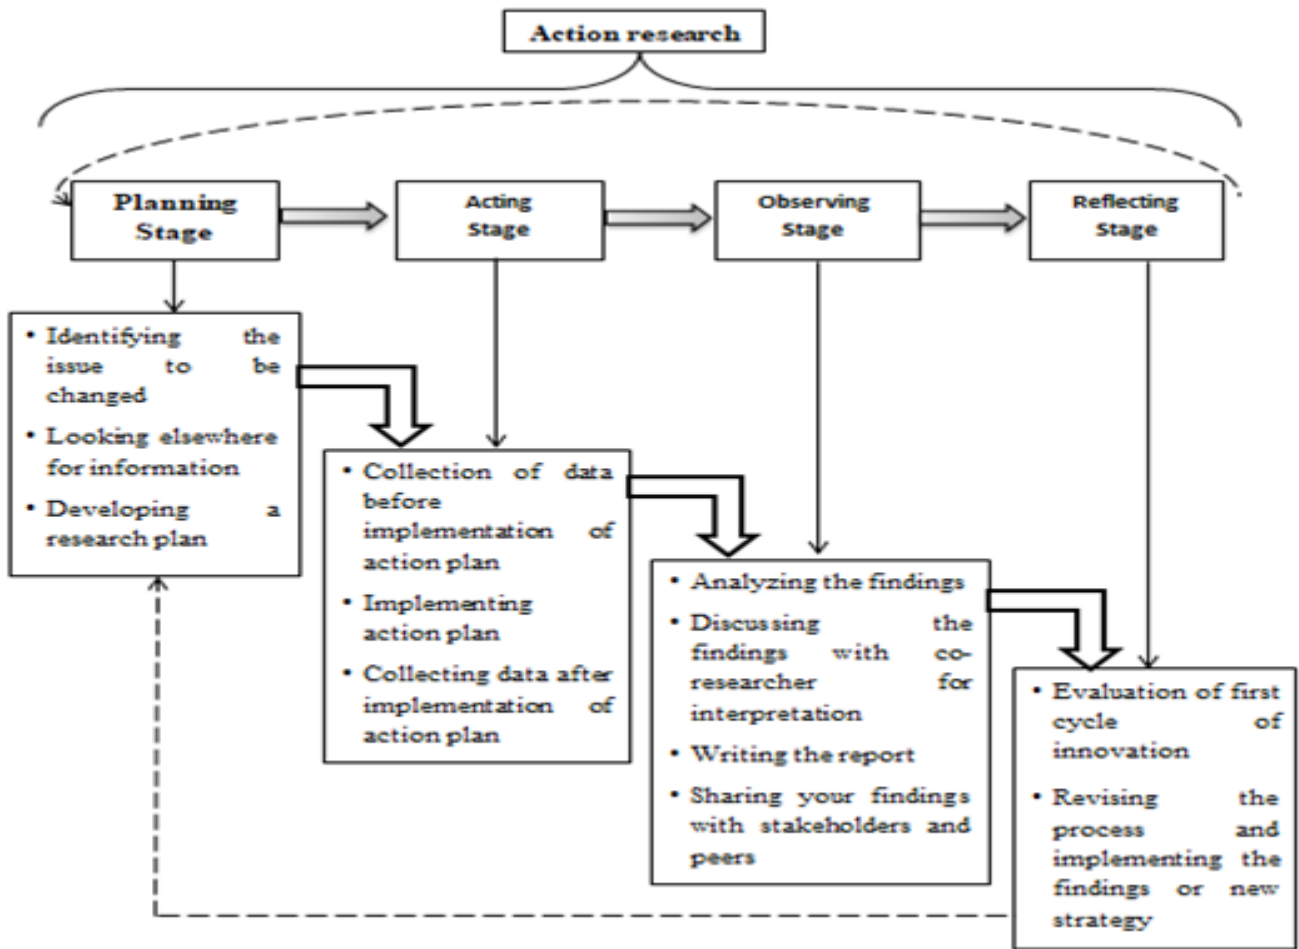 Action research
Planning
Stage
Acting
Stage
Observing
Stage
Reflecting
Stage
• Identifying the
issue to be
changed
• Looking elsewhere
for information
• Developing a
research plan
• Collection of data
before
implementation of
action plan
• Implementing
action plan
• Collecting data after
implementation of
action plan
• Analyzing the findings
• Discussing the
findings with co-
researcher for
interpretation
• Writing the report
• Sharing your findings
with stakeholders and
peers
• Evaluation of first
cycle of
innovation
• Revising the
process and
implementing the
findings or new
strategy